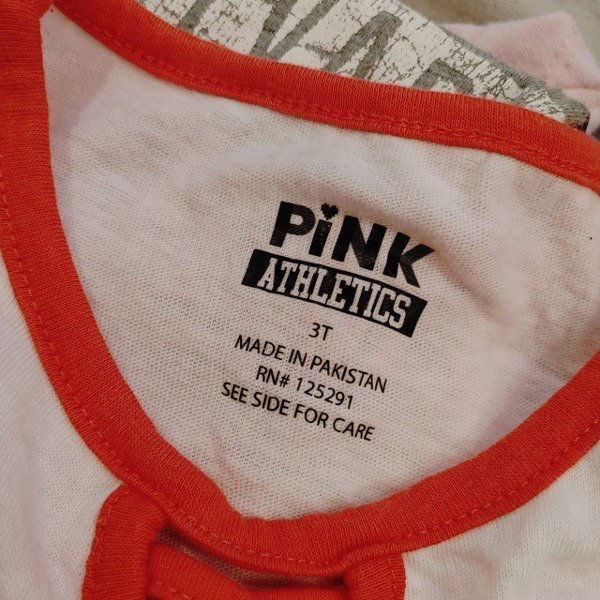 PiNK
ATHLETICS
3T
MADE IN PAKISTAN
RN# 125291
SEE SIDE FOR CARE